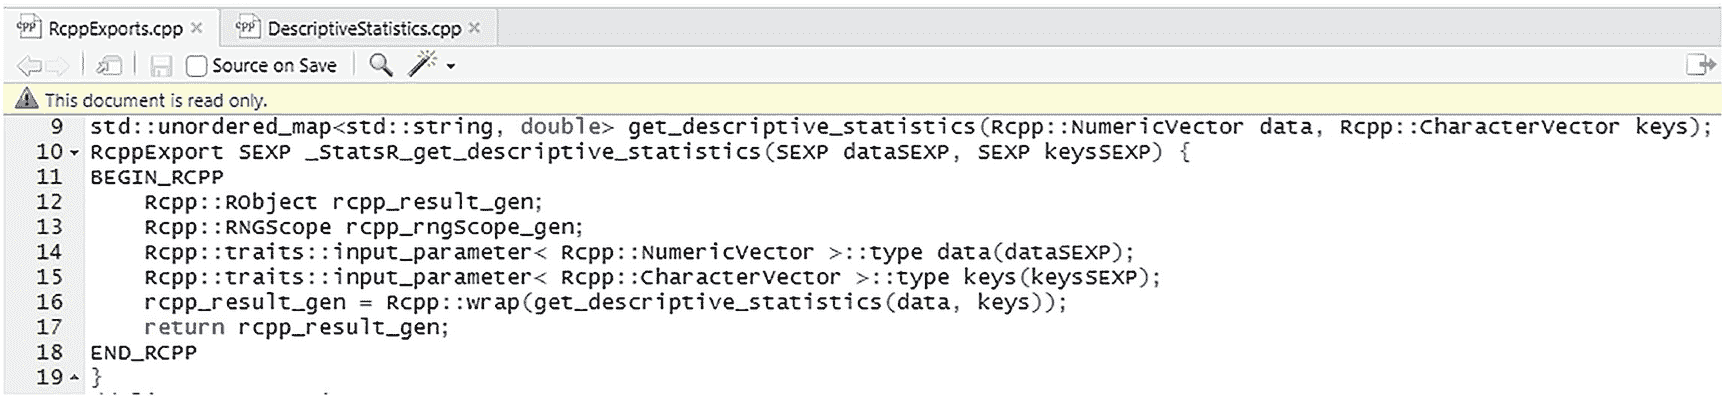 cpp RcppExports.cpp × cpp DescriptiveStatistics.cpp ×
Source on Save
This document is read only.
9 std::unordered_map<std::string, double> get_descriptive_statistics(Rcpp::NumericVector data, Rcpp::CharacterVector keys);
10 RcppExport SEXP _StatsR_get_descriptive_statistics(SEXP dataSEXP, SEXP keysSEXP) {
11 BEGIN_RCPP
12     Rcpp::RObject rcpp_result_gen;
13     Rcpp::RNGScope rcpp_rngScope_gen;
14     Rcpp::traits::input_parameter< Rcpp::NumericVector >::type data(dataSEXP);
15     Rcpp::traits::input_parameter< Rcpp::CharacterVector >::type keys(keysSEXP);
16     rcpp_result_gen = Rcpp::wrap(get_descriptive_statistics(data, keys));
17     return rcpp_result_gen;
18 END_RCPP
19 }